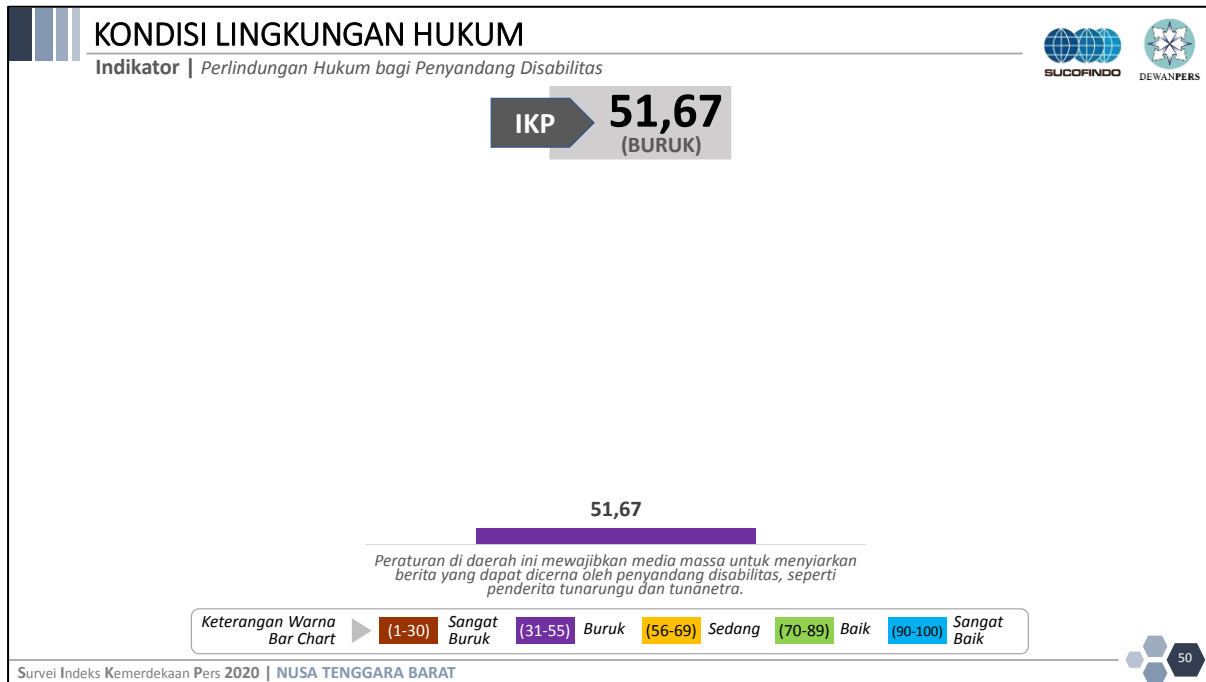 KONDISI LINGKUNGAN HUKUM
Indikator | Perlindungan Hukum bagi Penyandang Disabilitas
SUCOFINDO
DEWANPERS
IKP
51,67
(BURUK)
51,67
Peraturan di daerah ini mewajibkan media massa untuk menyiarkan
berita yang dapat dicerna oleh penyandang disabilitas, seperti
penderita tunarungu dan tunanetra.
Keterangan Warna
Bar Chart
(1-30) Sangat Buruk
(31-55) Buruk
(56-69) Sedang
(70-89) Baik
(90-100) Sangat Baik
Survei Indeks Kemerdekaan Pers 2020 | NUSA TENGGARA BARAT
50